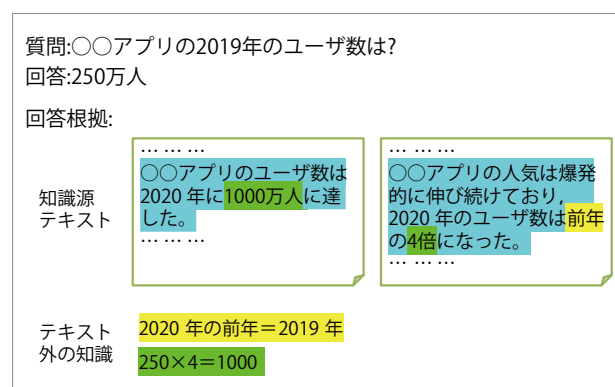 質問:○○アプリの2019年のユーザ数は?
回答:250万人
回答根拠:
知識源
テキスト
… … …
○○アプリのユーザ数は
2020 年に1000万人に達
した。
… … …
… … …
○○アプリの人気は爆発
的に伸び続けており,
2020 年のユーザ数は前年
の4倍になった。
… … …
テキスト
外の知識
2020 年の前年＝2019 年
250×4＝1000